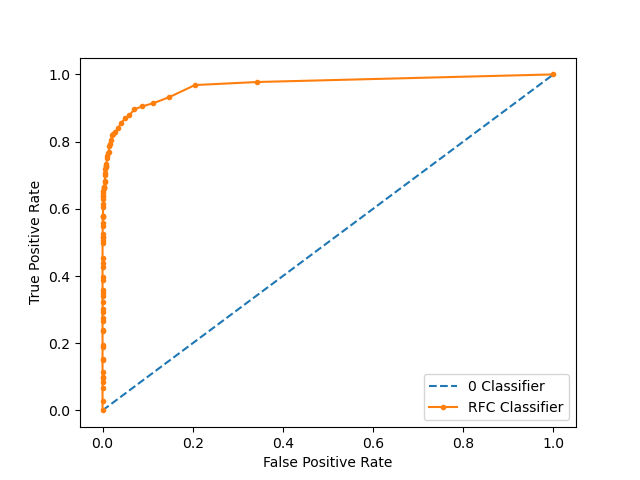 1.0
0.8
0.6
0.4
0.2
0.0
True Positive Rate
0 Classifier
RFC Classifier
0.0 0.2 0.4 0.6 0.8 1.0
False Positive Rate